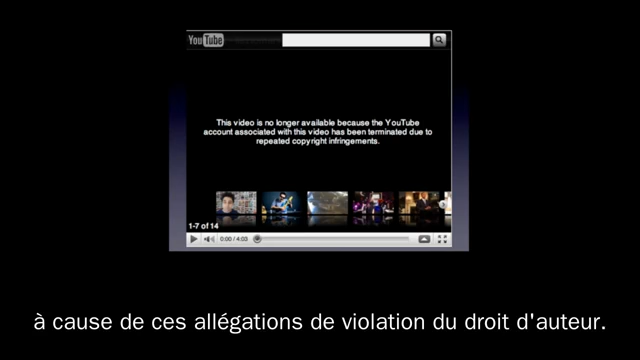 YouTube
This video is no longer available because the YouTube
account associated with this video has been terminated due to
repeated copyright infringements.
1-7 of 14
0:00 / 4:03
à cause de ces allégations de violation du droit d'auteur.